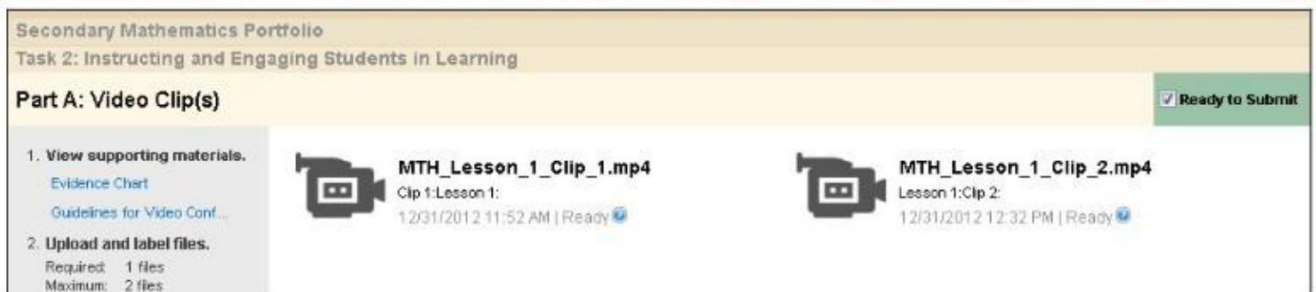 Secondary Mathematics Portfolio
Task 2: Instructing and Engaging Students in Learning
Part A: Video Clip(s)
Ready to Submit
1. View supporting materials.
Evidence Chart
Guidelines for Video Conf...
2. Upload and label files.
Required: 1 files
Maximum: 2 files
MTH_Lesson_1_Clip_1.mp4
Clip 1:Lesson 1:
12/31/2012 11:52 AM | Ready
MTH_Lesson_1_Clip_2.mp4
Lesson 1:Clip 2:
12/31/2012 12:32 PM | Ready